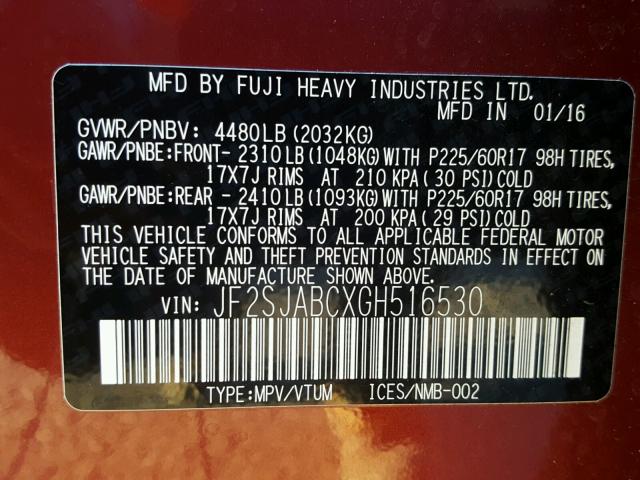 MFD BY FUJI HEAVY INDUSTRIES LTD.
MFD IN 01/16
GVWR/PNBV: 4480LB(2032KG)
GAWR/PNBE:FRONT- 2310LB(1048KG)WITH P225/60R17 98H TIRES,
17X7J RIMS AT 210 KPA( 30 PSI)COLD
GAWR/PNBE:REAR - 2410LB(1093KG)WITH P225/60R17 98H TIRES,
17X7J RIMS AT 200 KPA( 29 PSI)COLD
THIS VEHICLE CONFORMS TO ALL APPLICABLE FEDERAL MOTOR
VEHICLE SAFETY AND THEFT PREVENTION STANDARDS IN EFFECT ON
THE DATE OF MANUFACTURE SHOWN ABOVE.
VIN: JF2SJABCXGH516530
TYPE:MPV/VTUM ICES/NMB-002